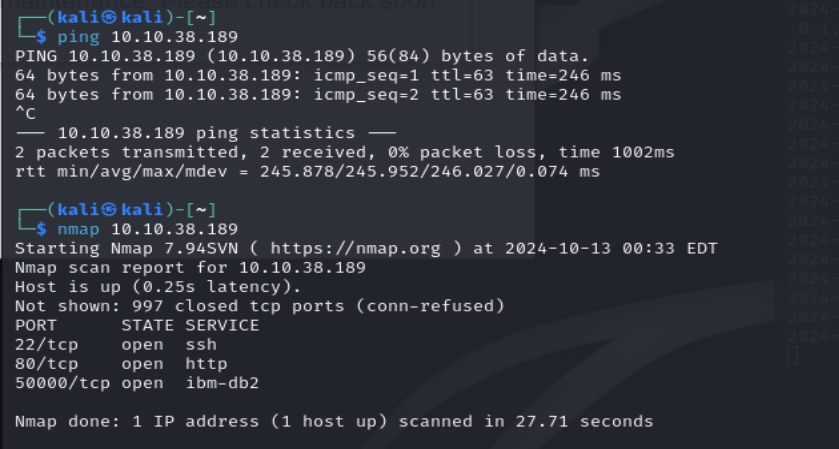 maintenance. Please check back soon.
┌──(kali㉿kali)-[~]
└─$ ping 10.10.38.189
PING 10.10.38.189 (10.10.38.189) 56(84) bytes of data.
64 bytes from 10.10.38.189: icmp_seq=1 ttl=63 time=246 ms
64 bytes from 10.10.38.189: icmp_seq=2 ttl=63 time=246 ms
^C
--- 10.10.38.189 ping statistics ---
2 packets transmitted, 2 received, 0% packet loss, time 1002ms
rtt min/avg/max/mdev = 245.878/245.952/246.027/0.074 ms
┌──(kali㉿kali)-[~]
└─$ nmap 10.10.38.189
Starting Nmap 7.94SVN ( https://nmap.org ) at 2024-10-13 00:33 EDT
Nmap scan report for 10.10.38.189
Host is up (0.25s latency).
Not shown: 997 closed tcp ports (conn-refused)
PORT      STATE SERVICE
22/tcp    open  ssh
80/tcp    open  http
50000/tcp open  ibm-db2
Nmap done: 1 IP address (1 host up) scanned in 27.71 seconds